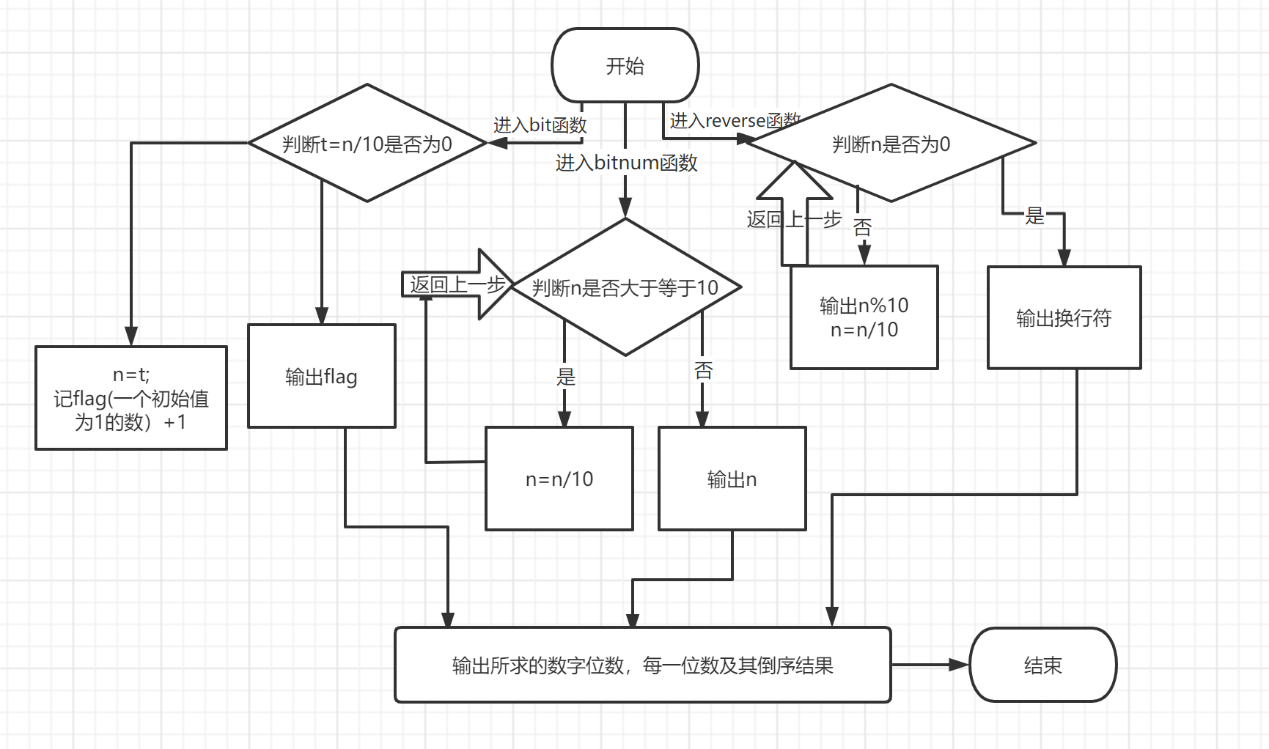 开始
进入bit函数
进入bitnum函数
进入reverse函数
判断t=n/10是否为0
判断n是否为0
返回上一步
否
是
返回上一步
判断n是否大于等于10
输出n%10
n=n/10
输出换行符
n=t;
记flag(一个初始值
为1的数）+1
输出flag
是
否
n=n/10
输出n
输出所求的数字位数，每一位数及其倒序结果
结束